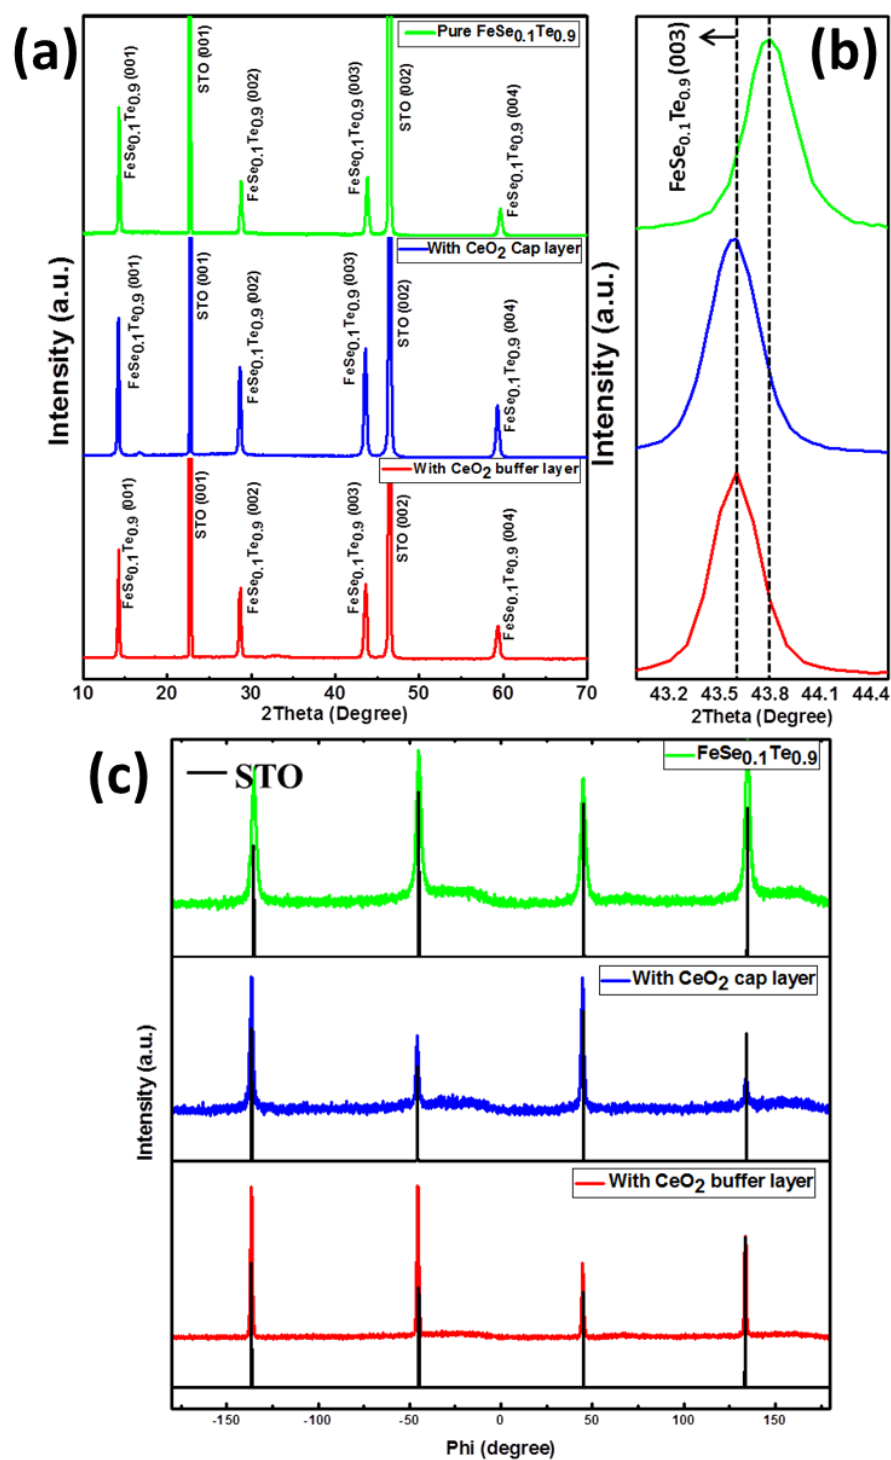 (a)
Pure FeSe0.1Te0.9
FeSe0.1Te0.9 (001)
STO (001)
FeSe0.1Te0.9 (002)
FeSe0.1Te0.9 (003)
STO (002)
FeSe0.1Te0.9 (004)
With CeO2 Cap layer
FeSe0.1Te0.9 (001)
STO (001)
FeSe0.1Te0.9 (002)
FeSe0.1Te0.9 (003)
STO (002)
FeSe0.1Te0.9 (004)
With CeO2 buffer layer
FeSe0.1Te0.9 (001)
STO (001)
FeSe0.1Te0.9 (002)
FeSe0.1Te0.9 (003)
STO (002)
FeSe0.1Te0.9 (004)
Intensity (a.u.)
10 20 30 40 50 60 70
2Theta (Degree)
(b)
FeSe0.1Te0.9 (003)
Intensity (a.u.)
43.2 43.5 43.8 44.1 44.4
2Theta (Degree)
(c)
STO
FeSe0.1Te0.9
With CeO2 cap layer
With CeO2 buffer layer
Intensity (a.u.)
-150 -100 -50 0 50 100 150
Phi (degree)